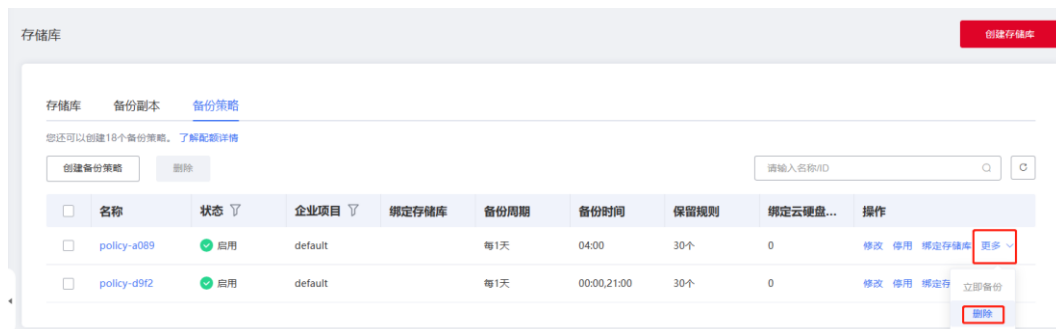 存储库
创建存储库
存储库 备份副本 备份策略
您还可以创建18个备份策略。 了解配额详情
创建备份策略 删除 请输入名称/ID
名称 状态 企业项目 绑定存储库 备份周期 备份时间 保留规则 绑定云硬盘... 操作
policy-a089 启用 default 每1天 04:00 30个 0 修改 停用 绑定存储库 更多
policy-d9f2 启用 default 每1天 00:00,21:00 30个 0 修改 停用 绑定存
立即备份
删除